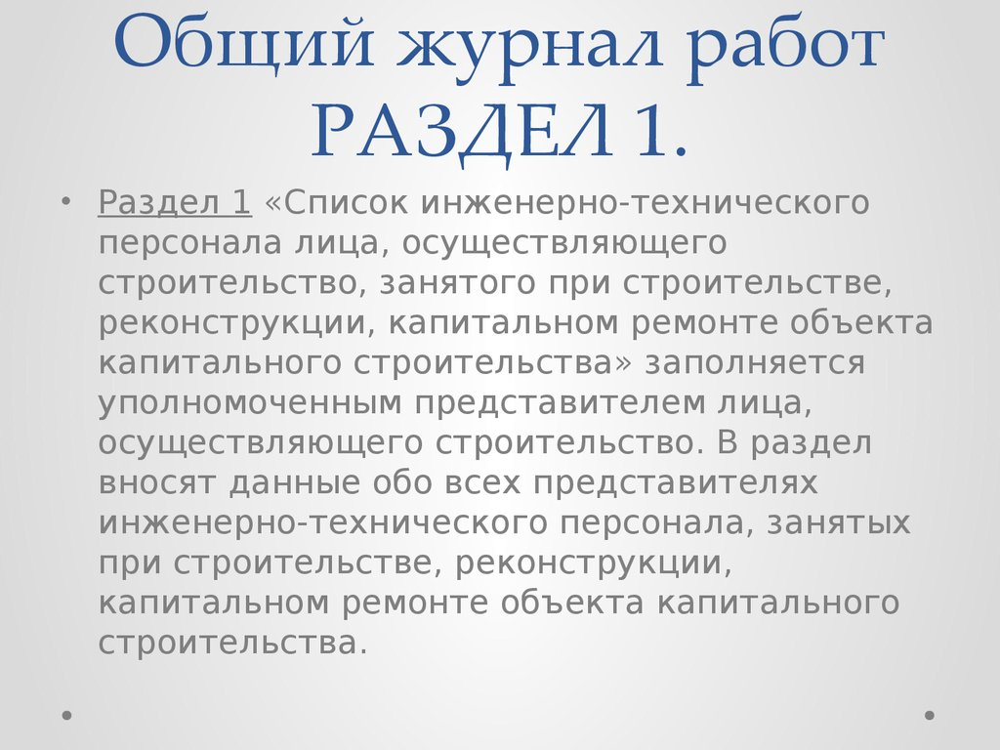 Общий журнал работ
РАЗДЕЛ 1.
• Раздел 1 «Список инженерно-технического
персонала лица, осуществляющего
строительство, занятого при строительстве,
реконструкции, капитальном ремонте объекта
капитального строительства» заполняется
уполномоченным представителем лица,
осуществляющего строительство. В раздел
вносят данные обо всех представителях
инженерно-технического персонала, занятых
при строительстве, реконструкции,
капитальном ремонте объекта капитального
строительства.